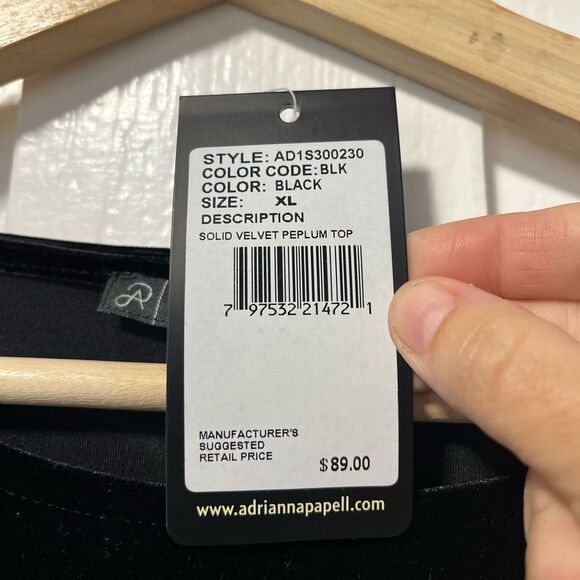 STYLE: AD1S300230
COLOR CODE: BLK
COLOR: BLACK
SIZE: XL
DESCRIPTION
SOLID VELVET PEPLUM TOP
7 97532 21472 1
MANUFACTURER'S
SUGGESTED
RETAIL PRICE
$89.00
www.adriannapapell.com